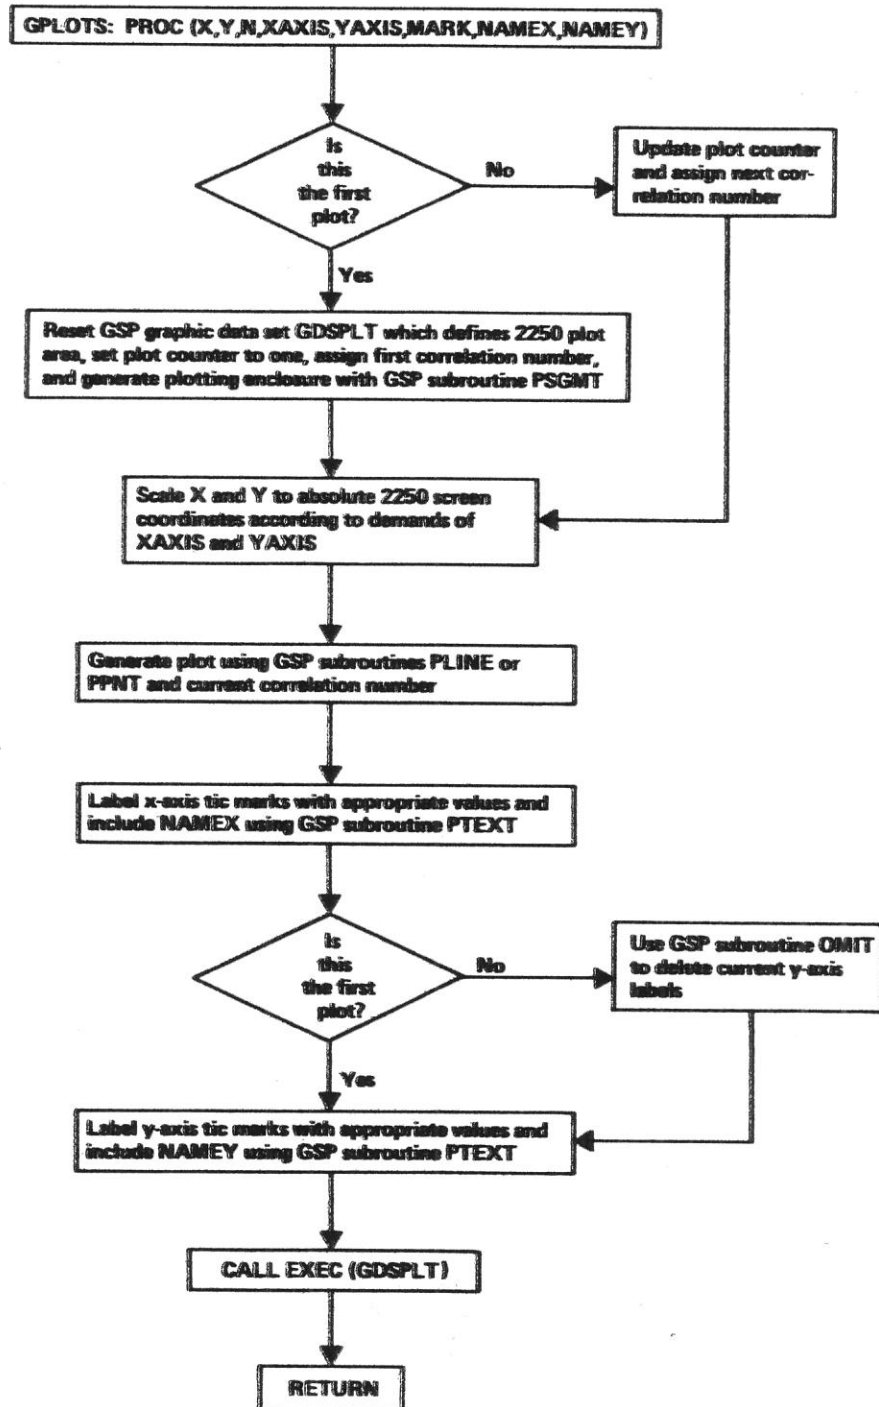 GPLOTS: PROC (X,Y,N,XAXIS,YAXIS,MARK,NAMEX,NAMEY)
Is
this
the first
plot?
No
Update plot counter
and assign next cor-
relation number
Yes
Reset GSP graphic data set GDSPLT which defines 2250 plot
area, set plot counter to one, assign first correlation number,
and generate plotting enclosure with GSP subroutine PSGMT
Scale X and Y to absolute 2250 screen
coordinates according to demands of
XAXIS and YAXIS
Generate plot using GSP subroutines PLINE or
PPNT and current correlation number
Label x-axis tic marks with appropriate values and
include NAMEX using GSP subroutine PTEXT
Is
this
the first
plot?
No
Use GSP subroutine OMIT
to delete current y-axis
labels
Yes
Label y-axis tic marks with appropriate values and
include NAMEY using GSP subroutine PTEXT
CALL EXEC (GDSPLT)
RETURN